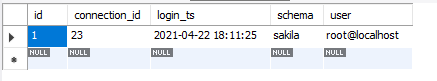 id connection_id login_ts schema user
1 23 2021-04-22 18:11:25 sakila root@localhost
NULL NULL NULL NULL NULL